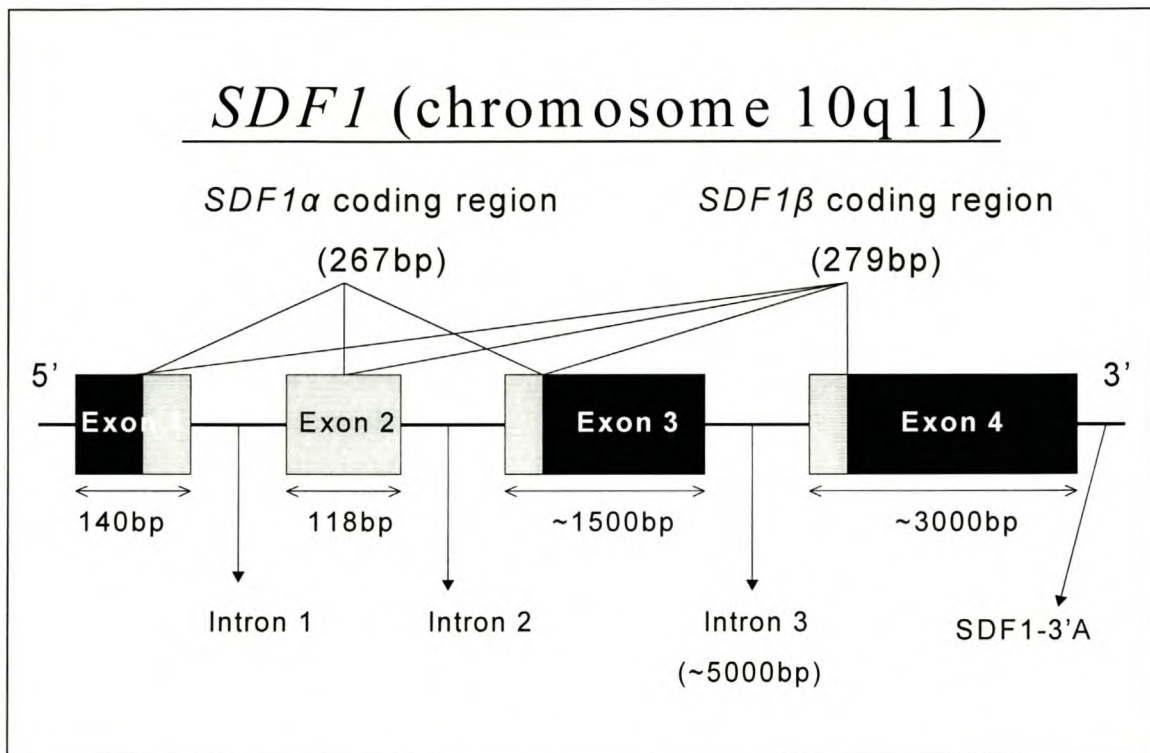 SDF1 (chromosome 10q11)
SDF1α coding region
(267bp)
SDF1β coding region
(279bp)
5’
3’
Exon 1
Exon 2
Exon 3
Exon 4
140bp
118bp
~1500bp
~3000bp
Intron 1
Intron 2
Intron 3
(~5000bp)
SDF1-3’A